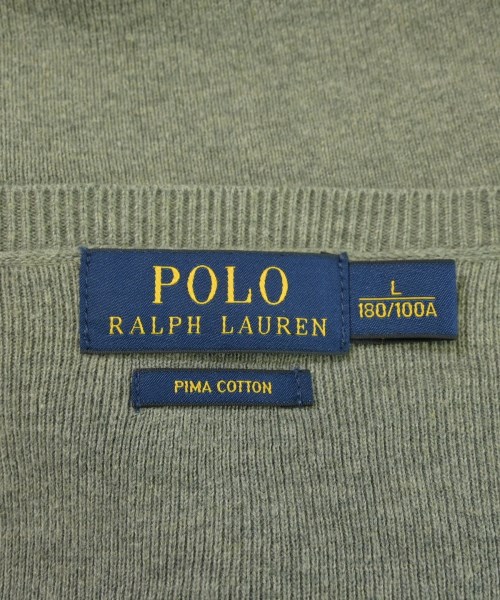 POLO
RALPH LAUREN
L
180/100A
PIMA COTTON